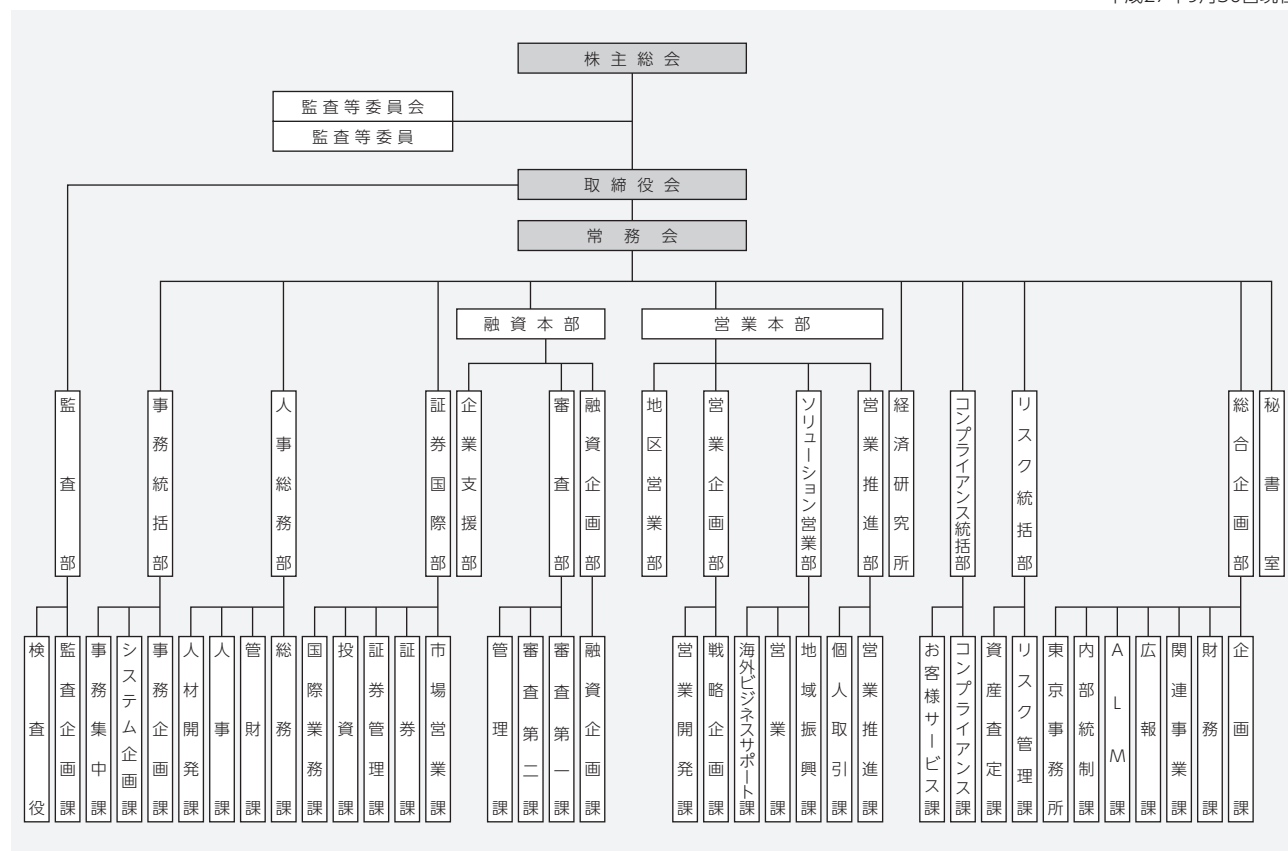 株主総会
監査等委員会
監査等委員
取締役会
常務会
融資本部
営業本部
監査部
事務統括部
人事総務部
証券国際部
企業支援部
審査部
融資企画部
地区営業部
営業企画部
ソリューション営業部
営業推進部
経済研究所
コンプライアンス統括部
リスク統括部
総合企画部
秘書室
検査役
監査企画課
事務集中課
システム企画課
事務企画課
人材開発課
人事課
管財課
総務課
国際業務課
投資課
証券管理課
証券課
市場営業課
管理課
審査第二課
審査第一課
融資企画課
営業開発課
戦略企画課
海外ビジネスサポート課
営業課
地域振興課
個人取引課
営業推進課
お客様サービス課
コンプライアンス課
資産査定課
リスク管理課
東京事務所
内部統制課
ALM課
広報課
関連事業課
財務課
企画課